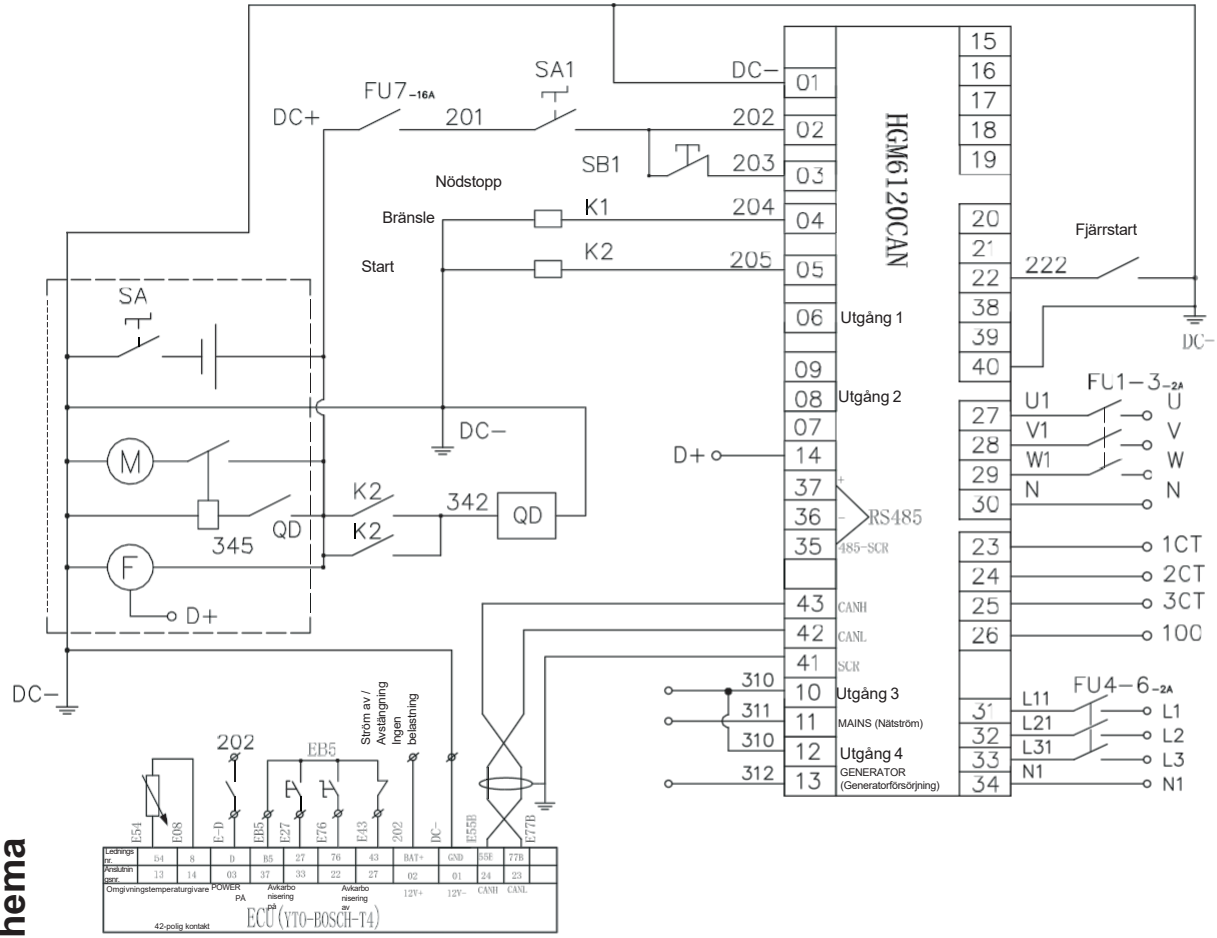 DC-
FU7-16A
SA1
DC+
201
202
SB1
203
Nödstopp
Bränsle
K1
204
Start
K2
205
SA
DC-
M
K2
342
QD
QD
K2
345
F
D+
DC-
D+
HGM6120CAN
01
02
03
04
05
06 Utgång 1
09
08 Utgång 2
07
14
37 +
36 -
RS485
35 485-SCR
43 CANH
42 CANL
41 SCR
310
10 Utgång 3
311
11 MAINS (Nätström)
310
12 Utgång 4
312
13 GENERATOR
(Generatorförsörjning)
15
16
17
18
19
20
21
22
222
Fjärrstart
38
39
40
DC-
FU1-3-2A
27 U1 U
28 V1 V
29 W1 W
30 N N
23 1CT
24 2CT
25 3CT
26 100
FU4-6-2A
31 L11 L1
32 L21 L2
33 L31 L3
34 N1 N1
202
EB5
Ström av /
Avstängning
Ingen
belastning
E54
E08
E-D
EB5
E27
E76
E43
202
DC-
E55B
E77B
Lednings
nr.
54 8 D B5 27 76 43 BAT+ GND 55B 77B
Anslutnin
gsnr.
13 14 03 37 33 22 27 02 01 24 23
Omgivningstemperaturgivare
POWER
PÅ
Avkarbo
nisering
på
Avkarbo
nisering
av
12V+ 12V- CANH CANL
ECU (YTO-BOSCH-T4)
42-polig kontakt
hema